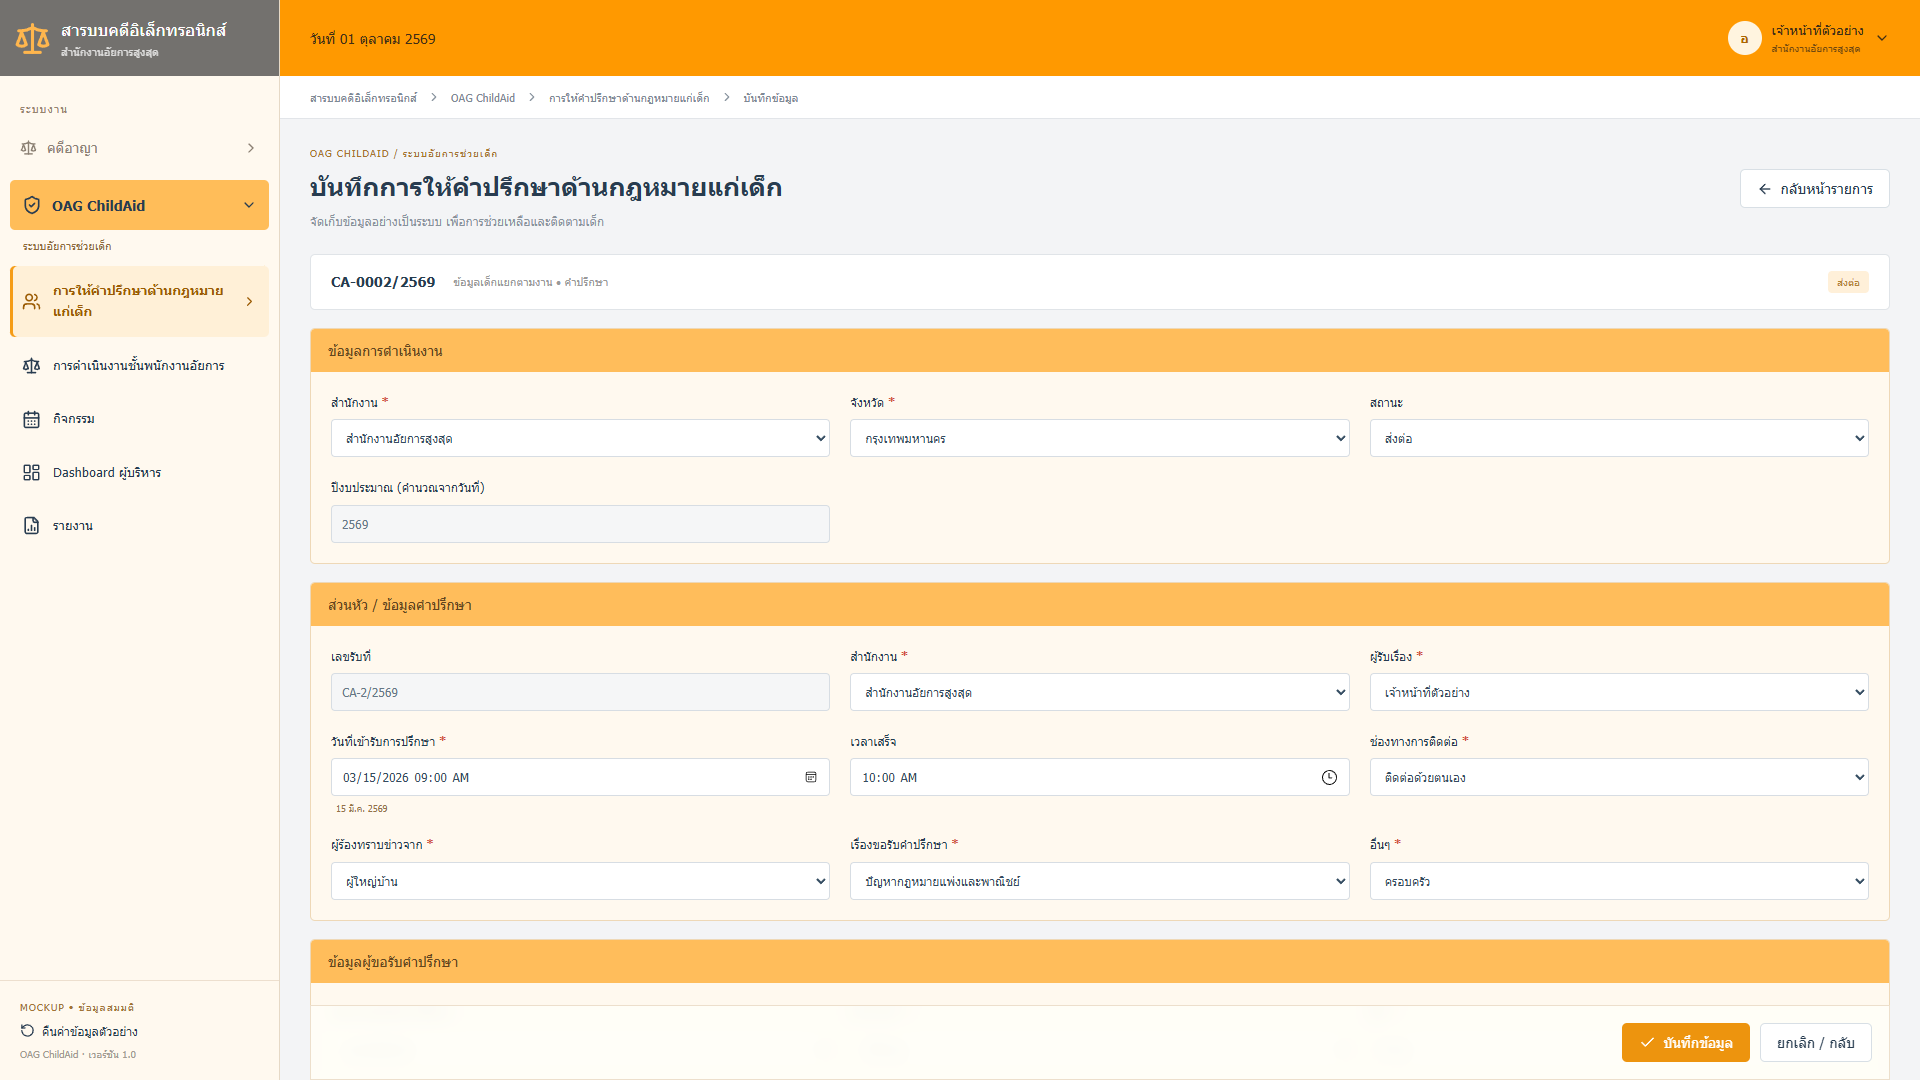 สารบบคดีอิเล็กทรอนิกส์
สำนักงานอัยการสูงสุด
วันที่ 01 ตุลาคม 2569
อ
เจ้าหน้าที่ตัวอย่าง
สำนักงานอัยการสูงสุด
สารบบคดีอิเล็กทรอนิกส์ > OAG ChildAid > การให้คำปรึกษาด้านกฎหมายแก่เด็ก > บันทึกข้อมูล
ระบบงาน
คดีอาญา
OAG ChildAid
ระบบอัยการช่วยเด็ก
การให้คำปรึกษาด้านกฎหมาย
แก่เด็ก
การดำเนินงานชั้นพนักงานอัยการ
กิจกรรม
Dashboard ผู้บริหาร
รายงาน
MOCKUP • ข้อมูลสมมติ
คืนค่าข้อมูลตัวอย่าง
OAG ChildAid · เวอร์ชัน 1.0
OAG CHILDAID / ระบบอัยการช่วยเด็ก
บันทึกการให้คำปรึกษาด้านกฎหมายแก่เด็ก
จัดเก็บข้อมูลอย่างเป็นระบบ เพื่อการช่วยเหลือและติดตามเด็ก
กลับหน้ารายการ
CA-0002/2569 ข้อมูลเด็กแยกตามงาน • คำปรึกษา
ส่งต่อ
ข้อมูลการดำเนินงาน
สำนักงาน * จังหวัด * สถานะ
สำนักงานอัยการสูงสุด กรุงเทพมหานคร ส่งต่อ
ปีงบประมาณ (คำนวณจากวันที่)
2569
ส่วนหัว / ข้อมูลคำปรึกษา
เลขรับที่ สำนักงาน * ผู้รับเรื่อง *
CA-2/2569 สำนักงานอัยการสูงสุด เจ้าหน้าที่ตัวอย่าง
วันที่เข้ารับการปรึกษา * เวลาเสร็จ ช่องทางการติดต่อ *
03/15/2026 09:00 AM 10:00 AM ติดต่อด้วยตนเอง
15 มี.ค. 2569
ผู้ร้องทราบข่าวจาก * เรื่องขอรับคำปรึกษา * อื่นๆ *
ผู้ใหญ่บ้าน ปัญหากฎหมายแพ่งและพาณิชย์ ครอบครัว
ข้อมูลผู้ขอรับคำปรึกษา
บันทึกข้อมูล ยกเลิก / กลับ